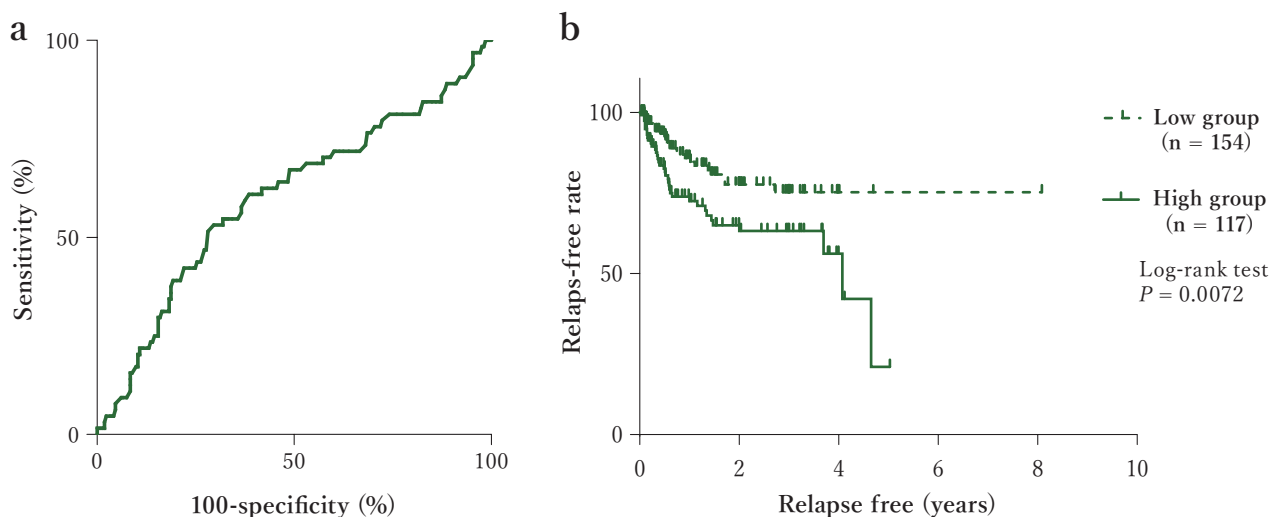 a
100
50
0
Sensitivity (%)
0
50
100
100-specificity (%)
b
100
50
0
Relaps-free rate
0
2
4
6
8
10
Relapse free (years)
Low group
(n = 154)
High group
(n = 117)
Log-rank test
P = 0.0072